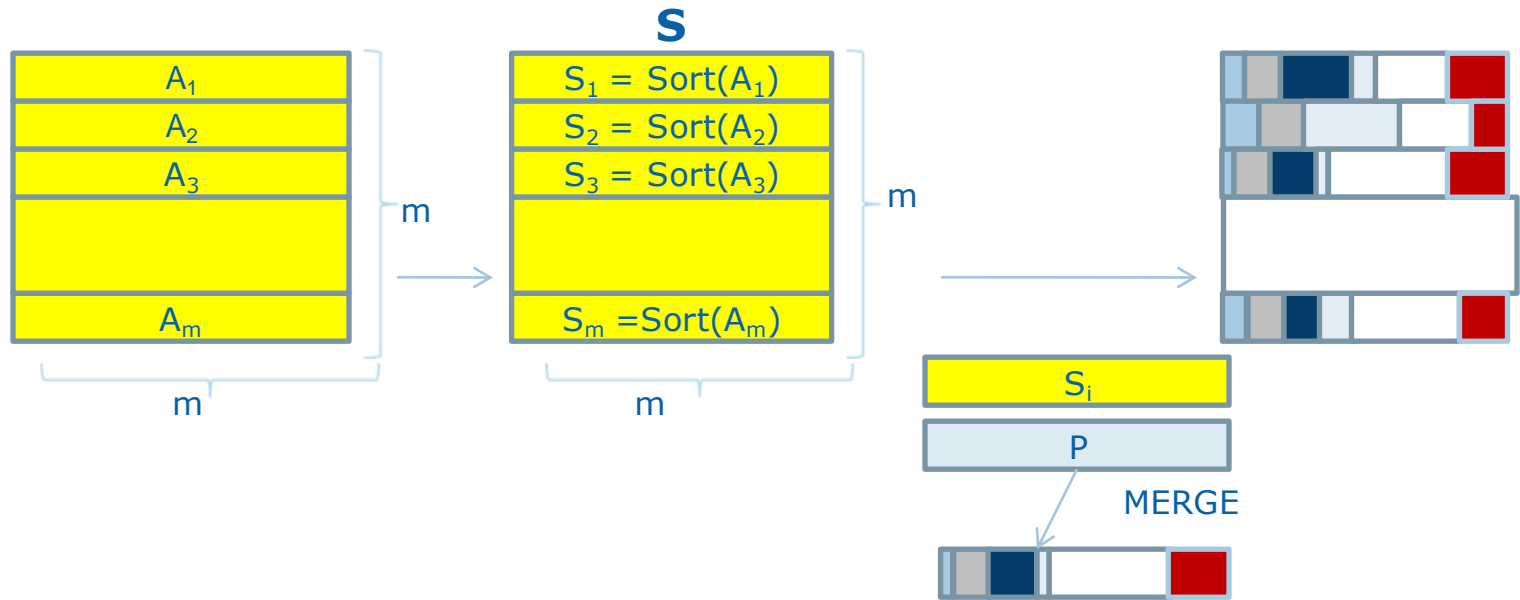 S
A₁
A₂
A₃
Aₘ
m
m
S₁ = Sort(A₁)
S₂ = Sort(A₂)
S₃ = Sort(A₃)
Sₘ =Sort(Aₘ)
m
m
Sᵢ
P
MERGE